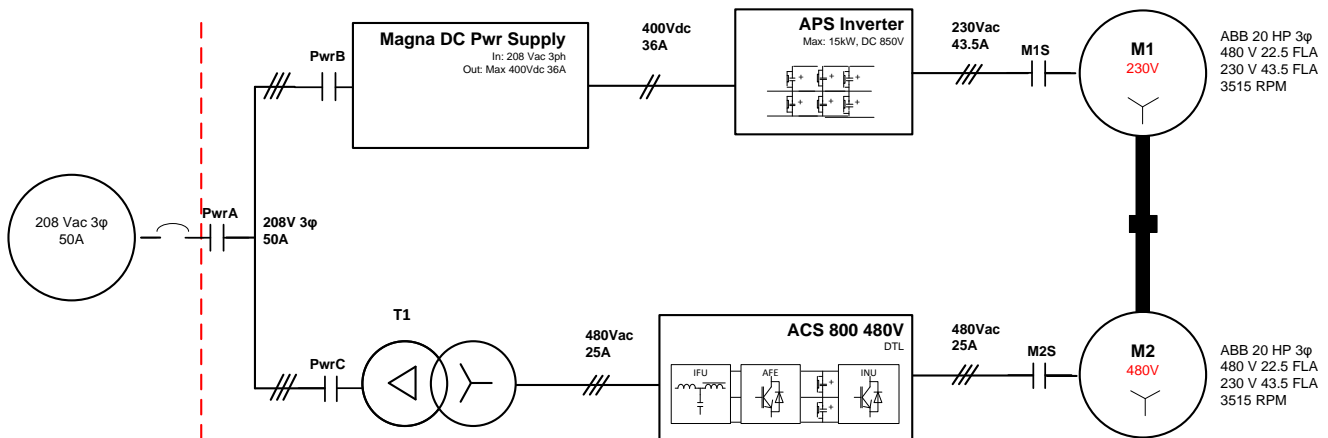 PwrB
Magna DC Pwr Supply
In: 208 Vac 3ph
Out: Max 400Vdc 36A
400Vdc
36A
APS Inverter
Max: 15kW, DC 850V
230Vac
43.5A
M1S
M1
230V
ABB 20 HP 3φ
480 V 22.5 FLA
230 V 43.5 FLA
3515 RPM
208 Vac 3φ
50A
PwrA
208V 3φ
50A
T1
PwrC
480Vac
25A
ACS 800 480V
DTL
IFU
AFE
INU
480Vac
25A
M2S
M2
480V
ABB 20 HP 3φ
480 V 22.5 FLA
230 V 43.5 FLA
3515 RPM